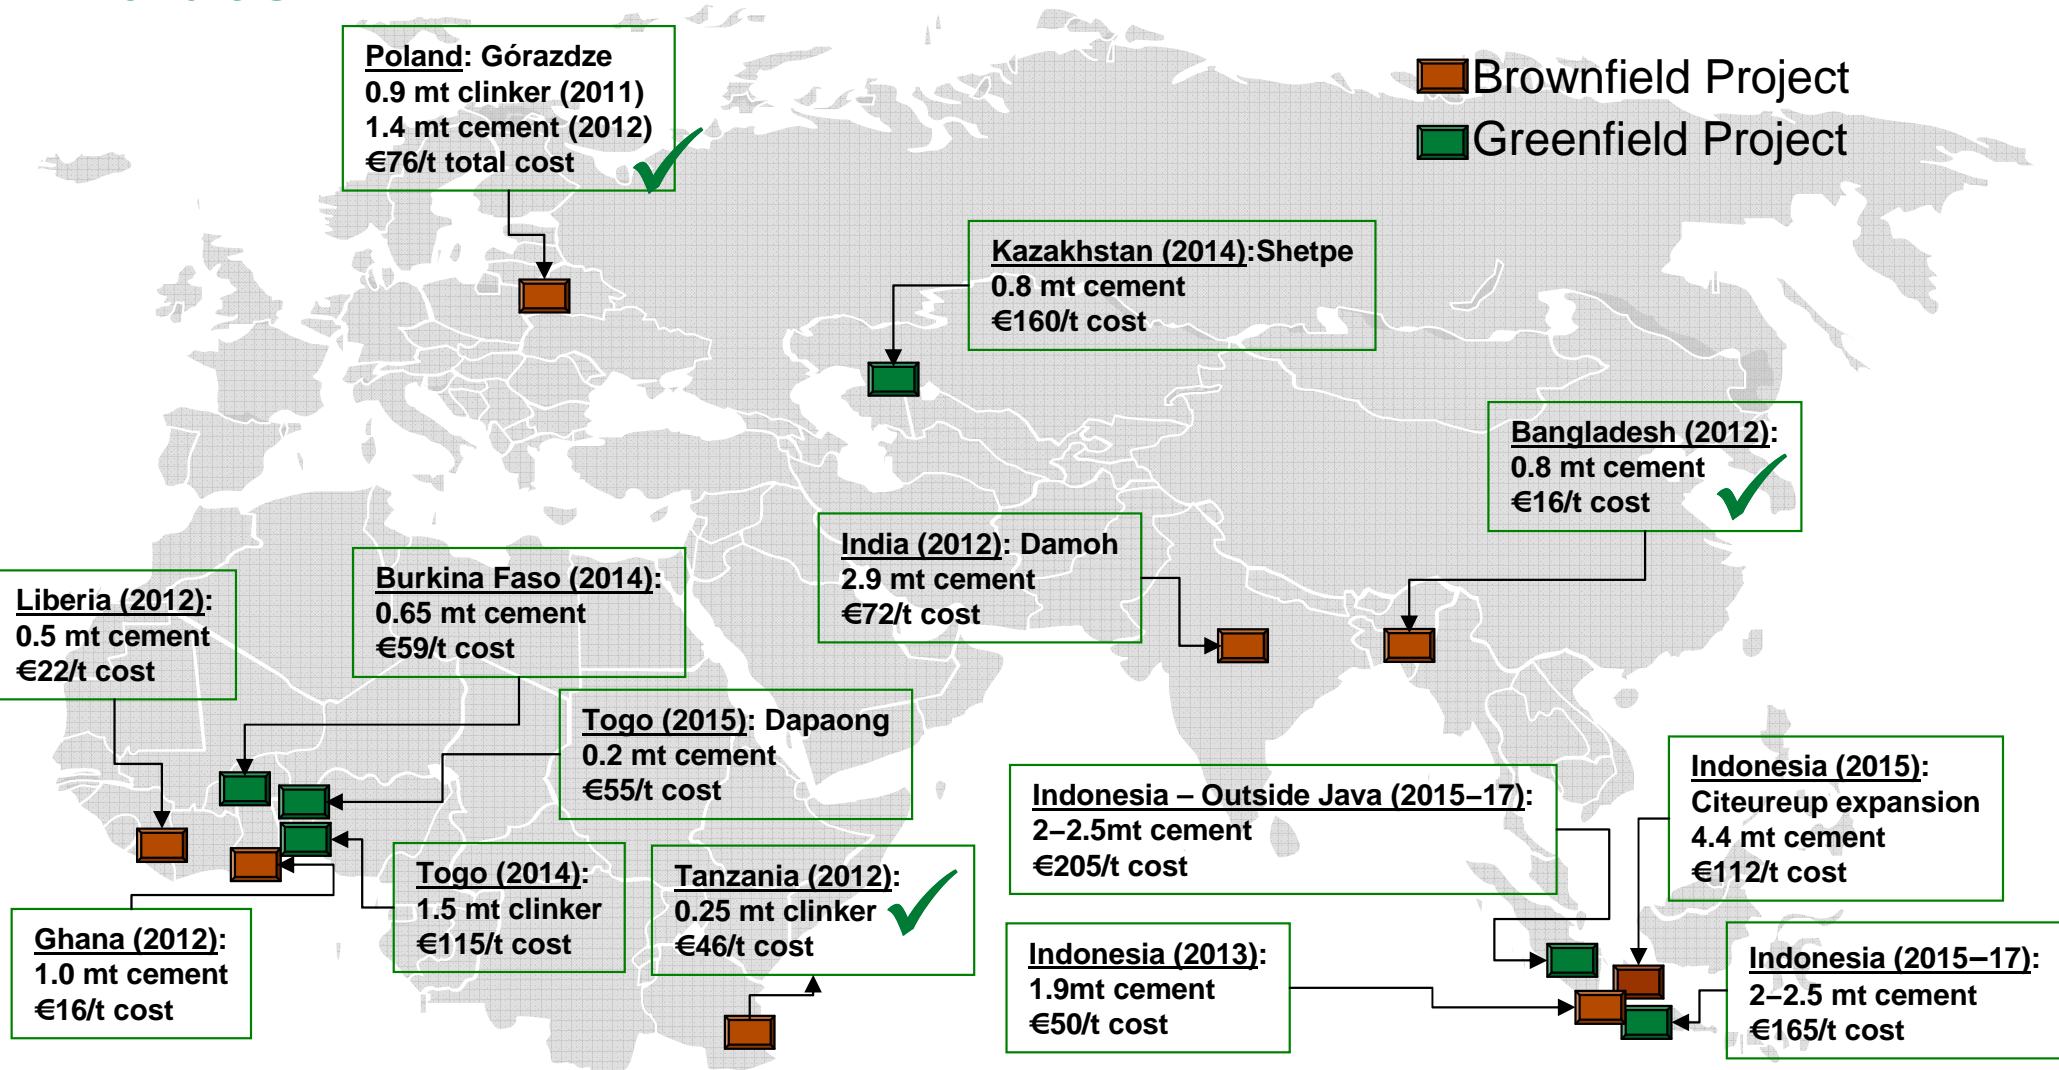 Poland: Górazdze
0.9 mt clinker (2011)
1.4 mt cement (2012)
€76/t total cost
Brownfield Project
Greenfield Project
Kazakhstan (2014):Shetpe
0.8 mt cement
€160/t cost
Bangladesh (2012):
0.8 mt cement
€16/t cost
India (2012): Damoh
2.9 mt cement
€72/t cost
Burkina Faso (2014):
0.65 mt cement
€59/t cost
Liberia (2012):
0.5 mt cement
€22/t cost
Togo (2015): Dapaong
0.2 mt cement
€55/t cost
Indonesia (2015):
Citeureup expansion
4.4 mt cement
€112/t cost
Indonesia – Outside Java (2015–17):
2–2.5mt cement
€205/t cost
Togo (2014):
1.5 mt clinker
€115/t cost
Tanzania (2012):
0.25 mt clinker
€46/t cost
Ghana (2012):
1.0 mt cement
€16/t cost
Indonesia (2013):
1.9mt cement
€50/t cost
Indonesia (2015–17):
2–2.5 mt cement
€165/t cost